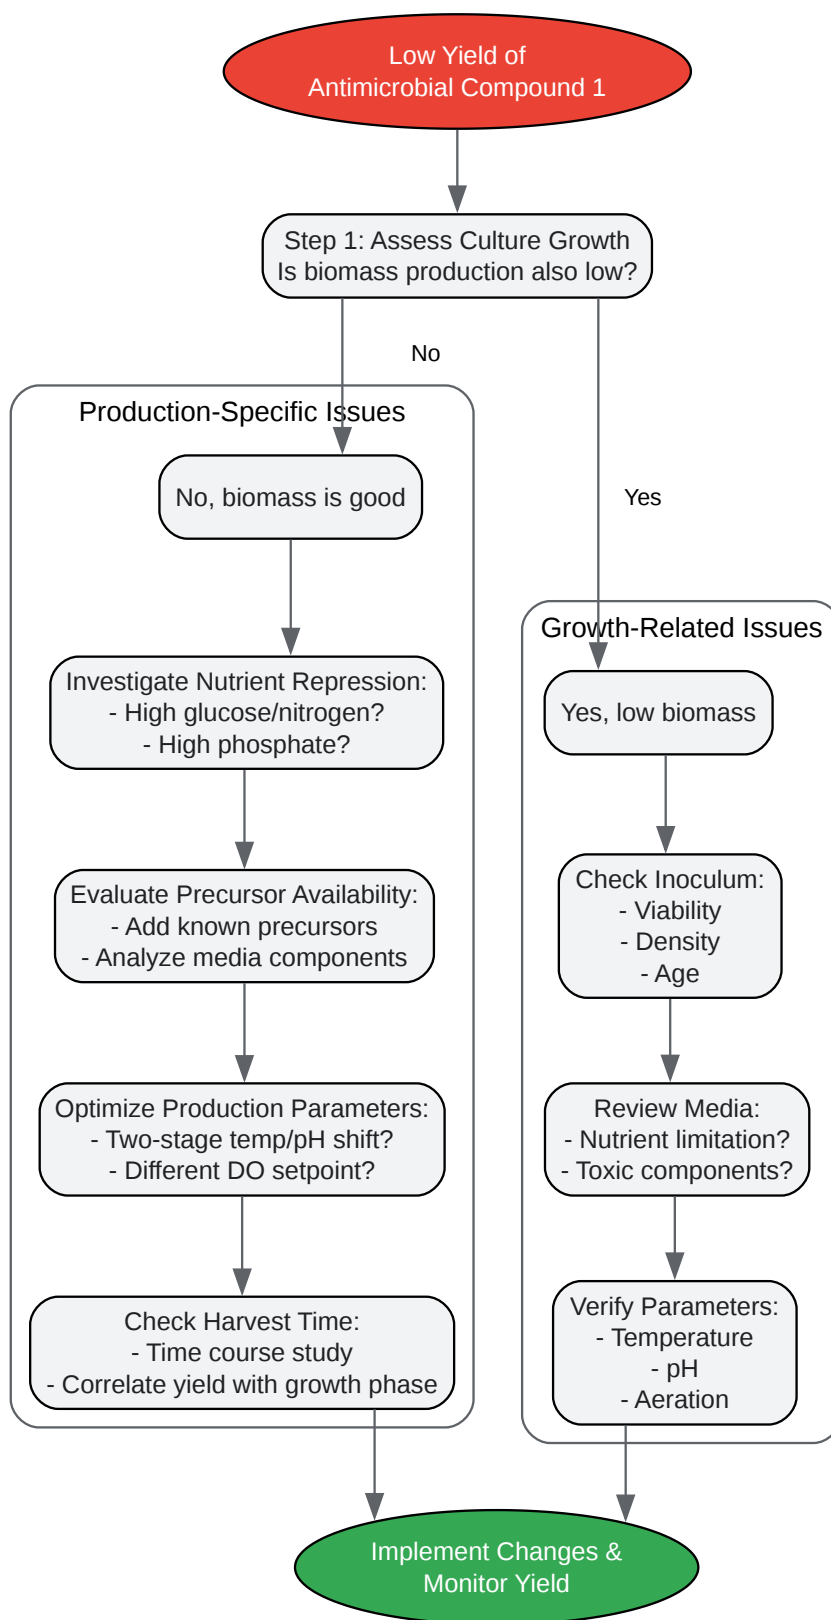 Low Yield of
Antimicrobial Compound 1
Step 1: Assess Culture Growth
Is biomass production also low?
No
Production-Specific Issues
No, biomass is good
Investigate Nutrient Repression:
- High glucose/nitrogen?
- High phosphate?
Evaluate Precursor Availability:
- Add known precursors
- Analyze media components
Optimize Production Parameters:
- Two-stage temp/pH shift?
- Different DO setpoint?
Check Harvest Time:
- Time course study
- Correlate yield with growth phase
Yes
Growth-Related Issues
Yes, low biomass
Check Inoculum:
- Viability
- Density
- Age
Review Media:
- Nutrient limitation?
- Toxic components?
Verify Parameters:
- Temperature
- pH
- Aeration
Implement Changes &
Monitor Yield